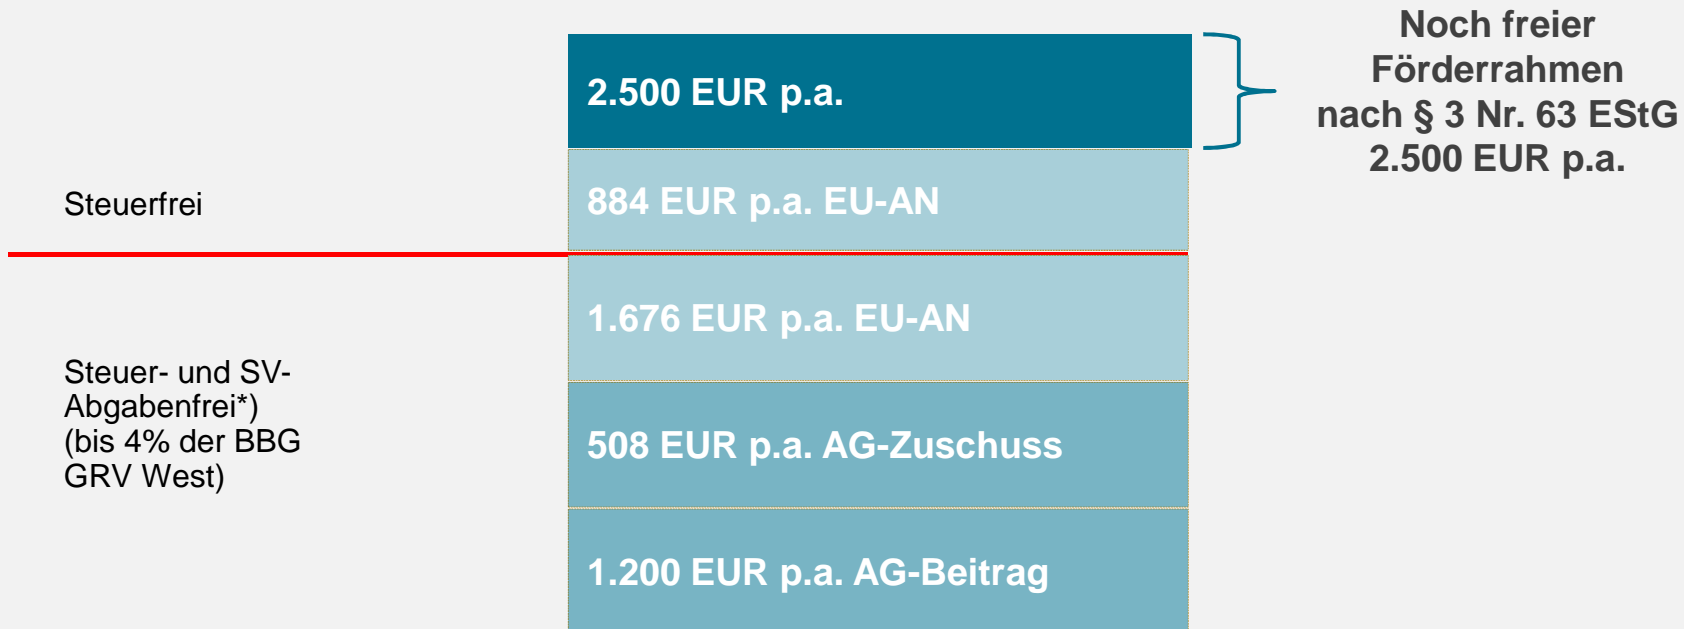 Noch freier
Förderrahmen
nach § 3 Nr. 63 EStG
2.500 EUR p.a.
2.500 EUR p.a.
Steuerfrei
884 EUR p.a. EU-AN
1.676 EUR p.a. EU-AN
Steuer- und SV-
Abgabenfrei*)
(bis 4% der BBG
GRV West)
508 EUR p.a. AG-Zuschuss
1.200 EUR p.a. AG-Beitrag